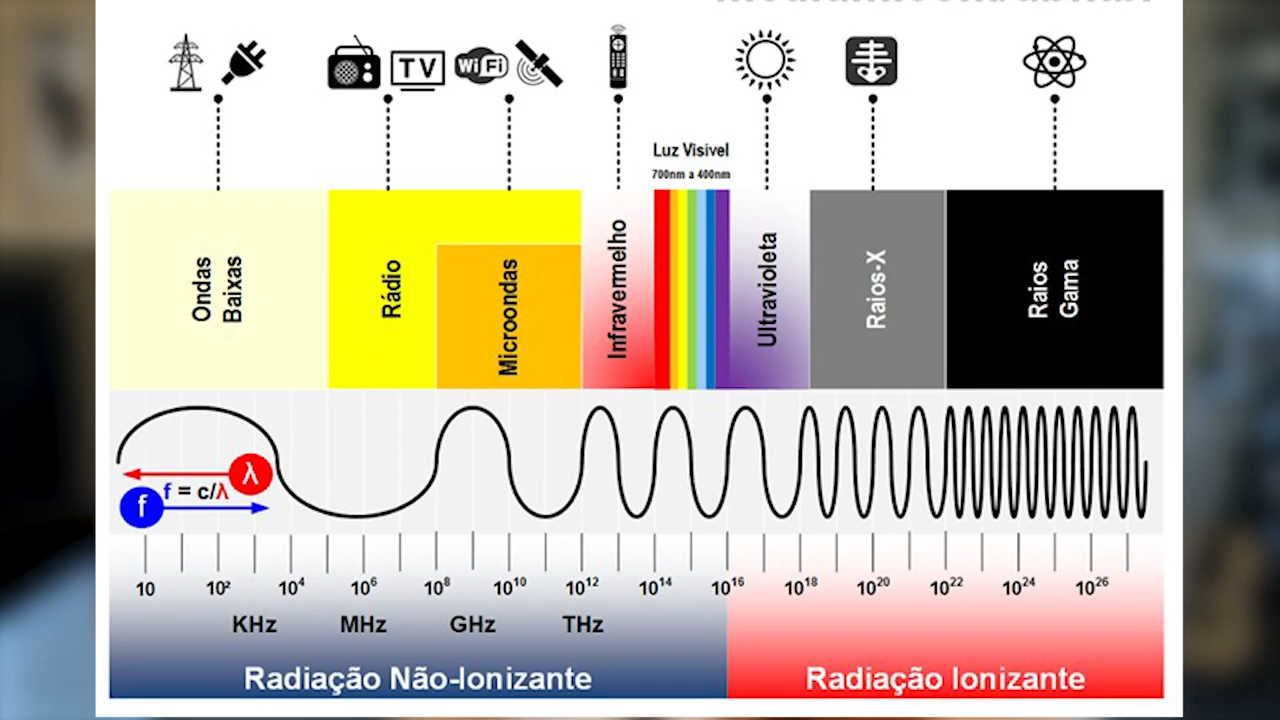 TV
WiFi
Luz Visivel
700nm a 400nm
Ondas
Baixas
Rádio
Microondas
Infravermelho
Ultravioleta
Raios-X
Raios
Gama
λ
f = c/λ
f
10 10² 10⁴ 10⁶ 10⁸ 10¹⁰ 10¹² 10¹⁴ 10¹⁶ 10¹⁸ 10²⁰ 10²² 10²⁴ 10²⁶
KHz MHz GHz THz
Radiação Não-Ionizante
Radiação Ionizante